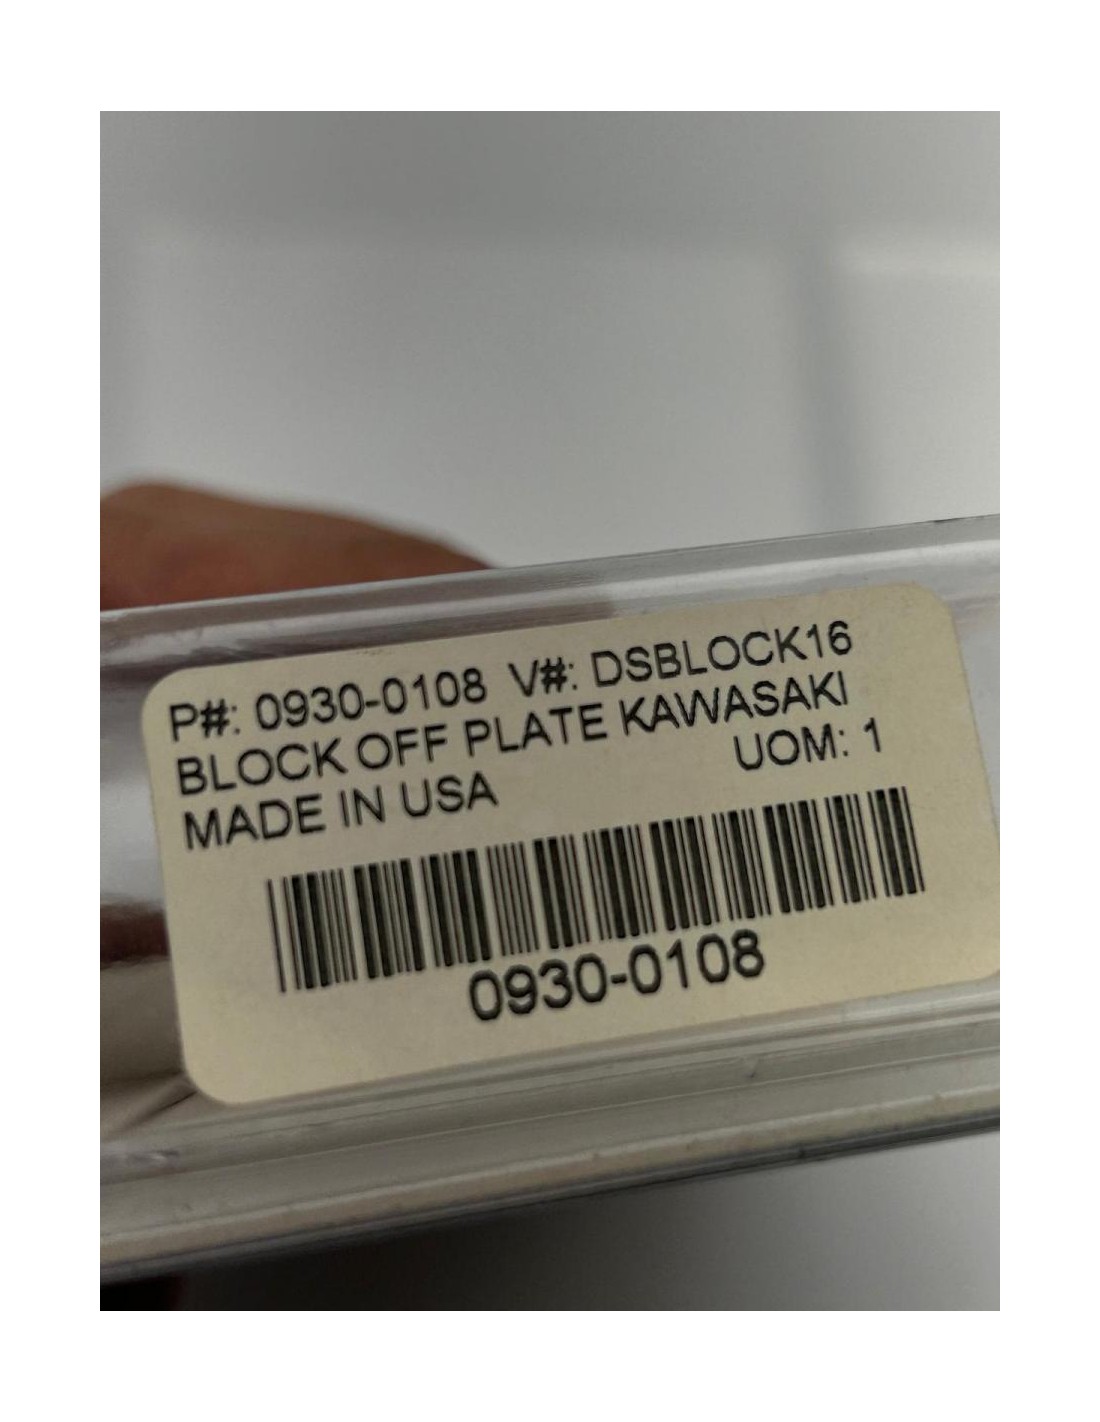 P#: 0930-0108 V#: DSBLOCK16
BLOCK OFF PLATE KAWASAKI
MADE IN USA UOM: 1
0930-0108